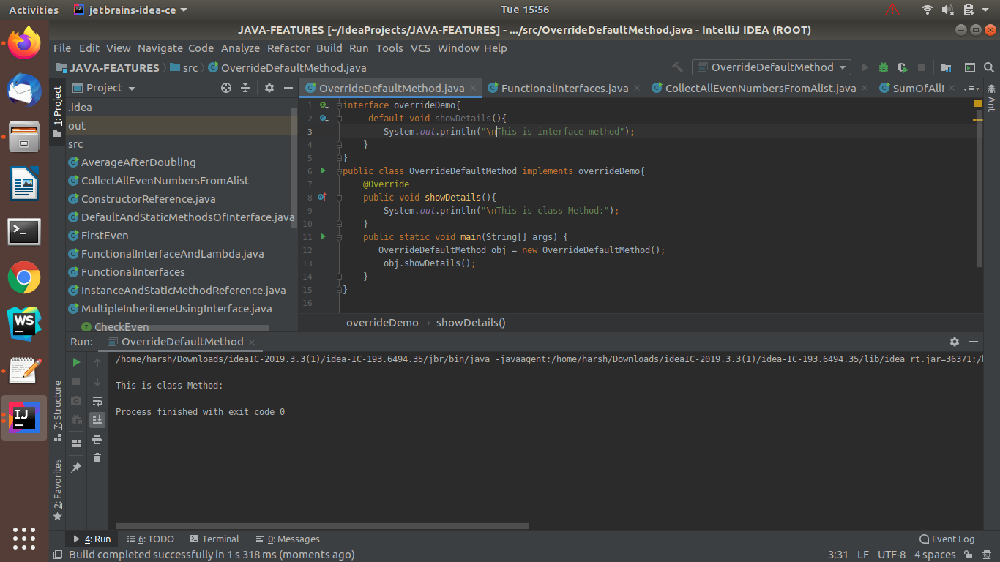 Activities jetbrains-idea-ce Tue 15:56
JAVA-FEATURES [~/IdeaProjects/JAVA-FEATURES] - .../src/OverrideDefaultMethod.java - IntelliJ IDEA (ROOT)
File Edit View Navigate Code Analyze Refactor Build Run Tools VCS Window Help
JAVA-FEATURES src OverrideDefaultMethod.java OverrideDefaultMethod
1: Project
Project
.idea
out
src
AverageAfterDoubling
CollectAllEvenNumbersFromAlist
ConstructorReference.java
DefaultAndStaticMethodsOfInterface.java
FirstEven
FunctionalInterfaceAndLambda.java
FunctionalInterfaces
InstanceAndStaticMethodReference.java
MultipleInheriteneUsingInterface.java
CheckEven
OverrideDefaultMethod.java FunctionalInterfaces.java CollectAllEvenNumbersFromAlist.java SumOfAllN 7
Ant
1 interface overrideDemo{
2 default void showDetails(){
3 System.out.println("\nThis is interface method");
4 }
5 }
6 public class OverrideDefaultMethod implements overrideDemo{
7 @Override
8 public void showDetails(){
9 System.out.println("\nThis is class Method:");
10 }
11 public static void main(String[] args) {
12 OverrideDefaultMethod obj = new OverrideDefaultMethod();
13 obj.showDetails();
14 }
15 }
16
overrideDemo › showDetails()
Run: OverrideDefaultMethod
/home/harsh/Downloads/ideaIC-2019.3.3(1)/idea-IC-193.6494.35/jbr/bin/java -javaagent:/home/harsh/Downloads/ideaIC-2019.3.3(1)/idea-IC-193.6494.35/lib/idea_rt.jar=36371:/
This is class Method:
Process finished with exit code 0
7: Structure
2: Favorites
WS
IJ
4: Run 6: TODO Terminal 0: Messages Event Log
Build completed successfully in 1 s 318 ms (moments ago) 3:31 LF UTF-8 4 spaces